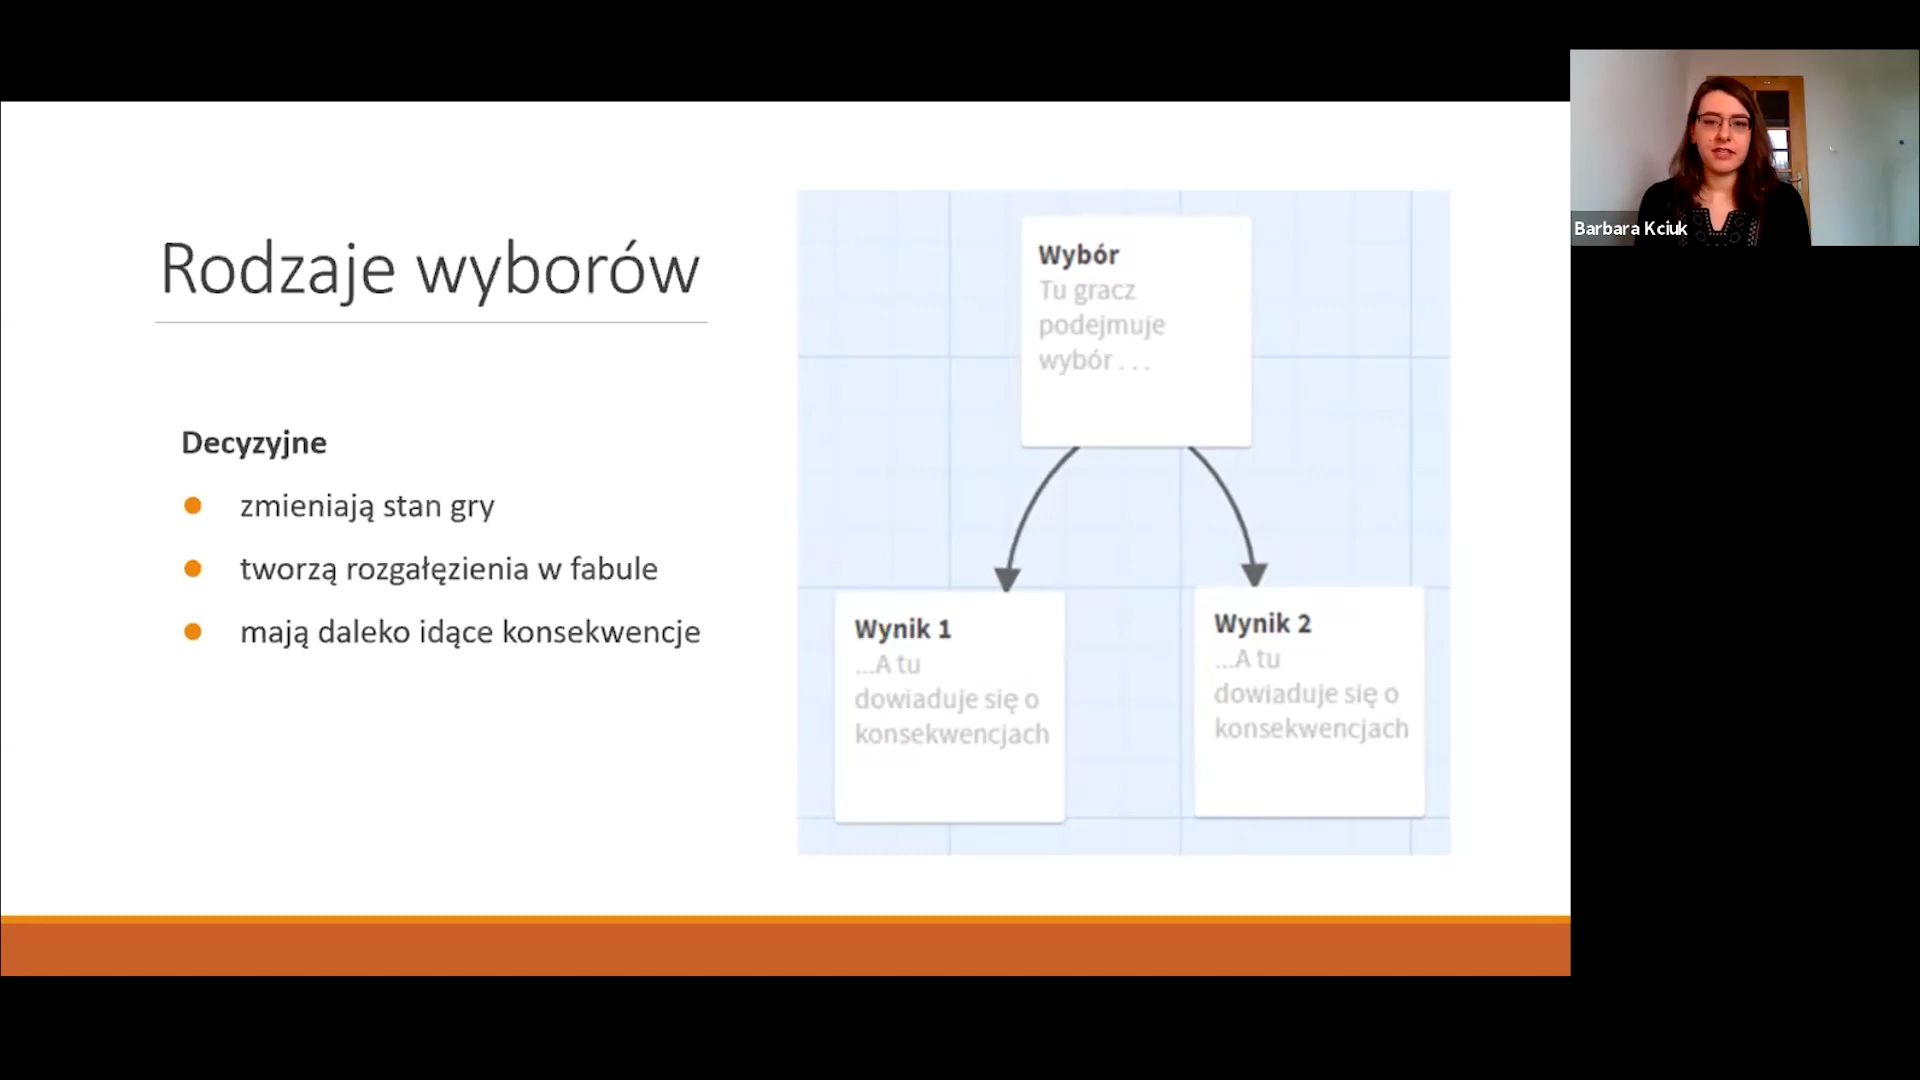 Rodzaje wyborów
Decyzyjne
zmieniają stan gry
tworzą rozgałęzienia w fabule
mają daleko idące konsekwencje
Wybór
Tu gracz
podejmuje
wybór . . .
Wynik 1
...A tu
dowiaduje się o
konsekwencjach
Wynik 2
...A tu
dowiaduje się o
konsekwencjach
Barbara Kciuk